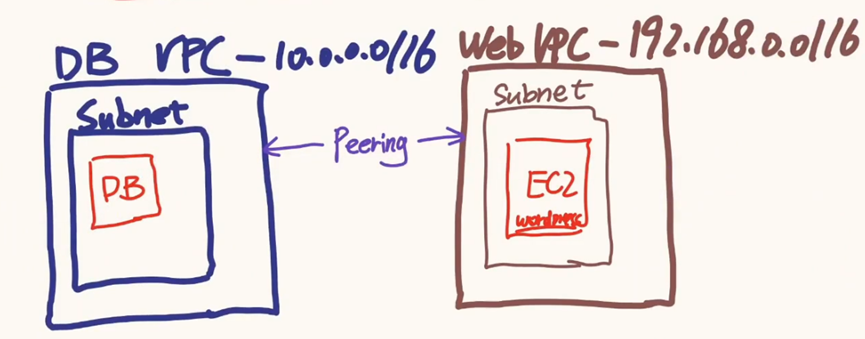 DB VPC - 10.0.0.0/16
Web VPC - 192.168.0.0/16
Subnet
Subnet
Peering
DB
EC2
wordpress